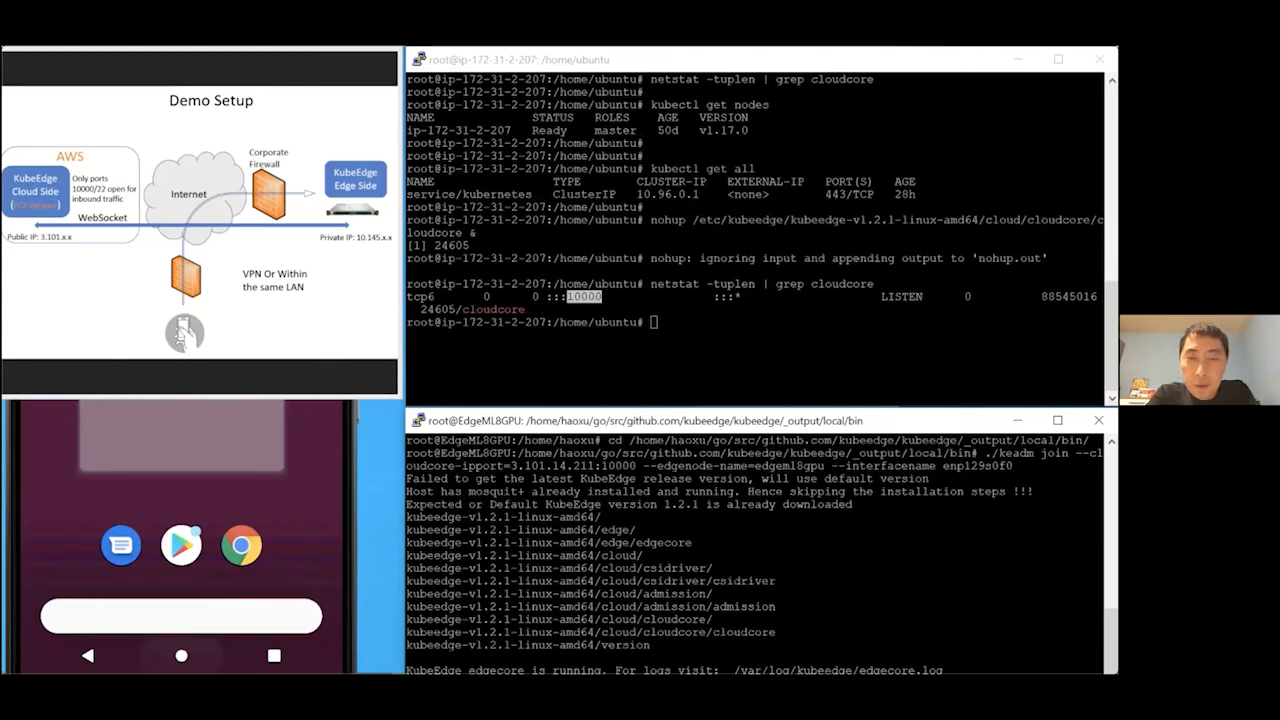 Demo Setup
AWS
KubeEdge
Cloud Side
Only ports
10000/22 open for
inbound traffic
WebSocket
Public IP: 3.101.x.x
Internet
Corporate
Firewall
KubeEdge
Edge Side
Private IP: 10.145.x.x
VPN Or Within
the same LAN
root@ip-172-31-2-207: /home/ubuntu
root@ip-172-31-2-207:/home/ubuntu# netstat -tuplen | grep cloudcore
root@ip-172-31-2-207:/home/ubuntu#
root@ip-172-31-2-207:/home/ubuntu# kubectl get nodes
NAME STATUS ROLES AGE VERSION
ip-172-31-2-207 Ready master 50d v1.17.0
root@ip-172-31-2-207:/home/ubuntu#
root@ip-172-31-2-207:/home/ubuntu#
root@ip-172-31-2-207:/home/ubuntu# kubectl get all
NAME TYPE CLUSTER-IP EXTERNAL-IP PORT(S) AGE
service/kubernetes ClusterIP 10.96.0.1 <none> 443/TCP 28h
root@ip-172-31-2-207:/home/ubuntu#
root@ip-172-31-2-207:/home/ubuntu# nohup /etc/kubeedge/kubeedge-v1.2.1-linux-amd64/cloud/cloudcore/c
loudcore &
[1] 24605
root@ip-172-31-2-207:/home/ubuntu# nohup: ignoring input and appending output to 'nohup.out'
root@ip-172-31-2-207:/home/ubuntu# netstat -tuplen | grep cloudcore
tcp6 0 0 :::10000 :::* LISTEN 0 88545016
24605/cloudcore
root@ip-172-31-2-207:/home/ubuntu#
root@EdgeML8GPU: /home/haoxu/go/src/github.com/kubeedge/kubeedge/_output/local/bin
root@EdgeML8GPU:/home/haoxu# cd /home/haoxu/go/src/github.com/kubeedge/kubeedge/_output/local/bin/
root@EdgeML8GPU:/home/haoxu/go/src/github.com/kubeedge/kubeedge/_output/local/bin# ./keadm join --cl
oudcore-ipport=3.101.14.211:10000 --edgenode-name=edgeml8gpu --interfacename enp129s0f0
Failed to get the latest KubeEdge release version, will use default version
Host has mosquit+ already installed and running. Hence skipping the installation steps !!!
Expected or Default KubeEdge version 1.2.1 is already downloaded
kubeedge-v1.2.1-linux-amd64/
kubeedge-v1.2.1-linux-amd64/edge/
kubeedge-v1.2.1-linux-amd64/edge/edgecore
kubeedge-v1.2.1-linux-amd64/cloud/
kubeedge-v1.2.1-linux-amd64/cloud/csidriver/
kubeedge-v1.2.1-linux-amd64/cloud/csidriver/csidriver
kubeedge-v1.2.1-linux-amd64/cloud/admission/
kubeedge-v1.2.1-linux-amd64/cloud/admission/admission
kubeedge-v1.2.1-linux-amd64/cloud/cloudcore/
kubeedge-v1.2.1-linux-amd64/cloud/cloudcore/cloudcore
kubeedge-v1.2.1-linux-amd64/version
KubeEdge edgecore is running, For logs visit: /var/log/kubeedge/edgecore.log